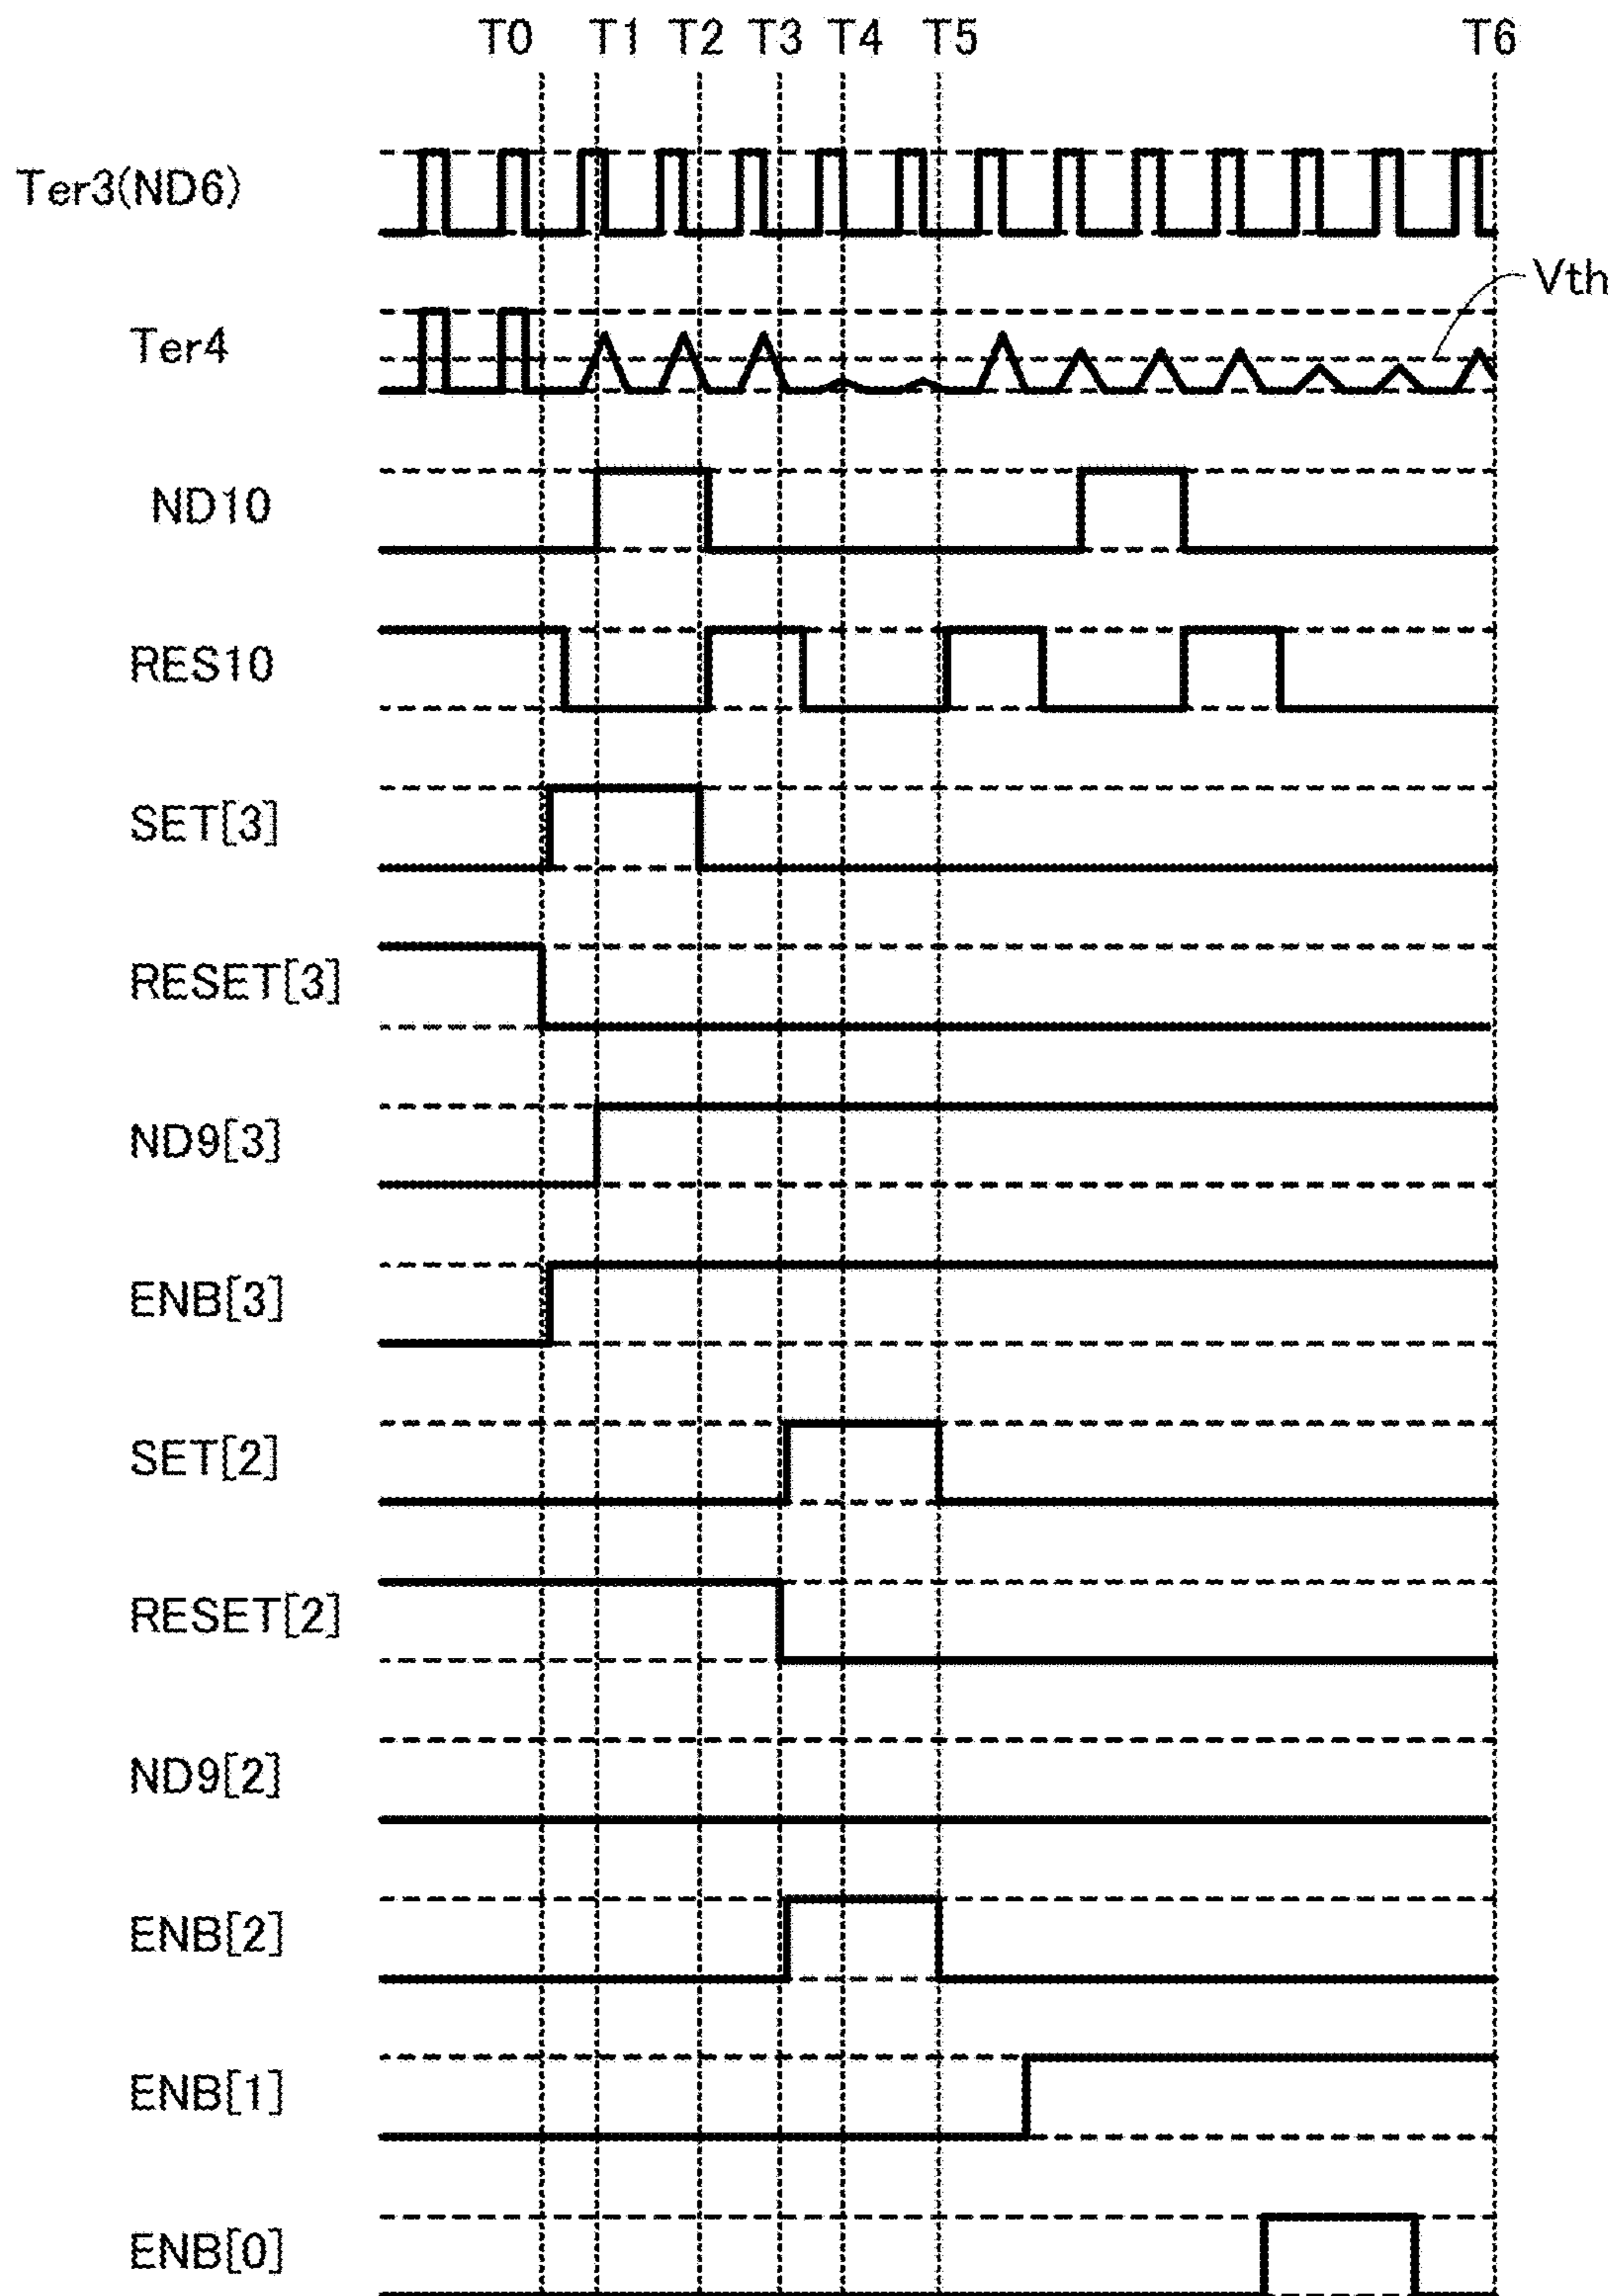 T0 T1 T2 T3 T4 T5 T6
Ter3(ND6)
Vth
Ter4
ND10
RES10
SET[3]
RESET[3]
ND9[3]
ENB[3]
SET[2]
RESET[2]
ND9[2]
ENB[2]
ENB[1]
ENB[0]